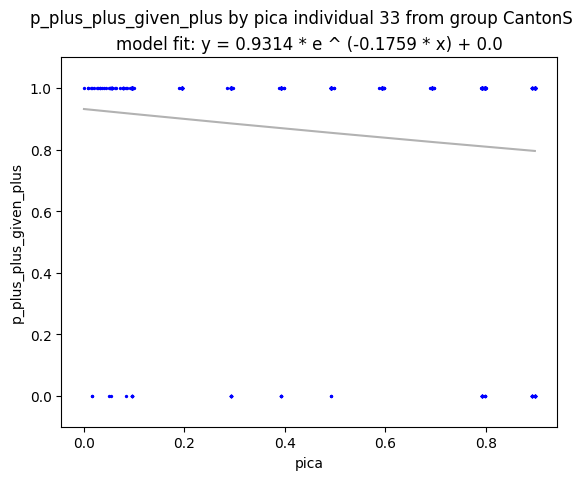 p_plus_plus_given_plus by pica individual 33 from group CantonS
model fit: y = 0.9314 * e ^ (-0.1759 * x) + 0.0
1.0
0.8
0.6
0.4
0.2
0.0
p_plus_plus_given_plus
0.0 0.2 0.4 0.6 0.8
pica